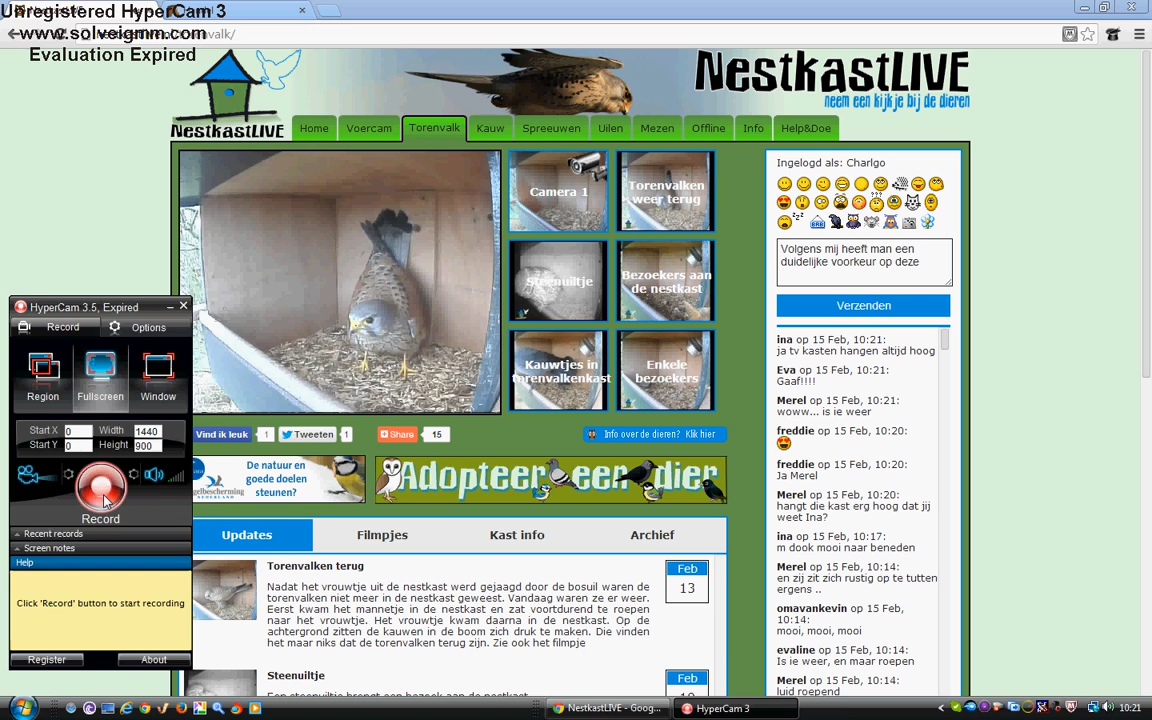 Unregistered HyperCam 3
www.solveigmm.com
Evaluation Expired
NestkastLIVE
NestkastLIVE
neem een kijkje bij de dieren
Home Voercam Torenvalk Kauw Spreeuwen Uilen Mezen Offline Info Help&Doe
Camera 1
Torenvalken
weer terug
Steenuiltje
Bezoekers aan
de nestkast
Kauwtjes in
torenvalkenkast
Enkele
bezoekers
Ingelogd als: Charlgo
Volgens mij heeft man een
duidelijke voorkeur op deze
Verzenden
ina op 15 Feb, 10:21:
ja tv kasten hangen altijd hoog
Eva op 15 Feb, 10:21:
Gaaf!!!!
Merel op 15 Feb, 10:21:
woww... is ie weer
freddie op 15 Feb, 10:20:
freddie op 15 Feb, 10:20:
Ja Merel
Merel op 15 Feb, 10:20:
hangt die kast erg hoog dat jij
weet Ina?
ina op 15 Feb, 10:17:
m dook mooi naar beneden
Merel op 15 Feb, 10:14:
en zij zit zich rustig op te tutten
ergens ..
omavankevin op 15 Feb,
10:14:
mooi, mooi, mooi
evaline op 15 Feb, 10:14:
Is ie weer, en maar roepen
Merel op 15 Feb, 10:14:
luid roepend
HyperCam 3.5, Expired
Record Options
Region Fullscreen Window
Start X 0 Width 1440
Start Y 0 Height 900
Record
Recent records
Screen notes
Help
Click 'Record' button to start recording
Register About
Vind ik leuk 1 Tweeten 1 Share 15
Info over de dieren? Klik hier
De natuur en
goede doelen
steunen?
Adopteer een dier
Updates Filmpjes Kast info Archief
Torenvalken terug
Feb
13
Nadat het vrouwtje uit de nestkast werd gejaagd door de bosuil waren de
torenvalken niet meer in de nestkast geweest. Vandaag waren ze er weer.
Eerst kwam het mannetje in de nestkast en zat voortdurend te roepen
naar het vrouwtje. Het vrouwtje kwam daarna in de nestkast. Op de
achtergrond zitten de kauwen in de boom zich druk te maken. Die vinden
het maar niks dat de torenvalken terug zijn. Zie ook het filmpje
Steenuiltje
Feb
NestkastLIVE - Goog... HyperCam 3 10:21